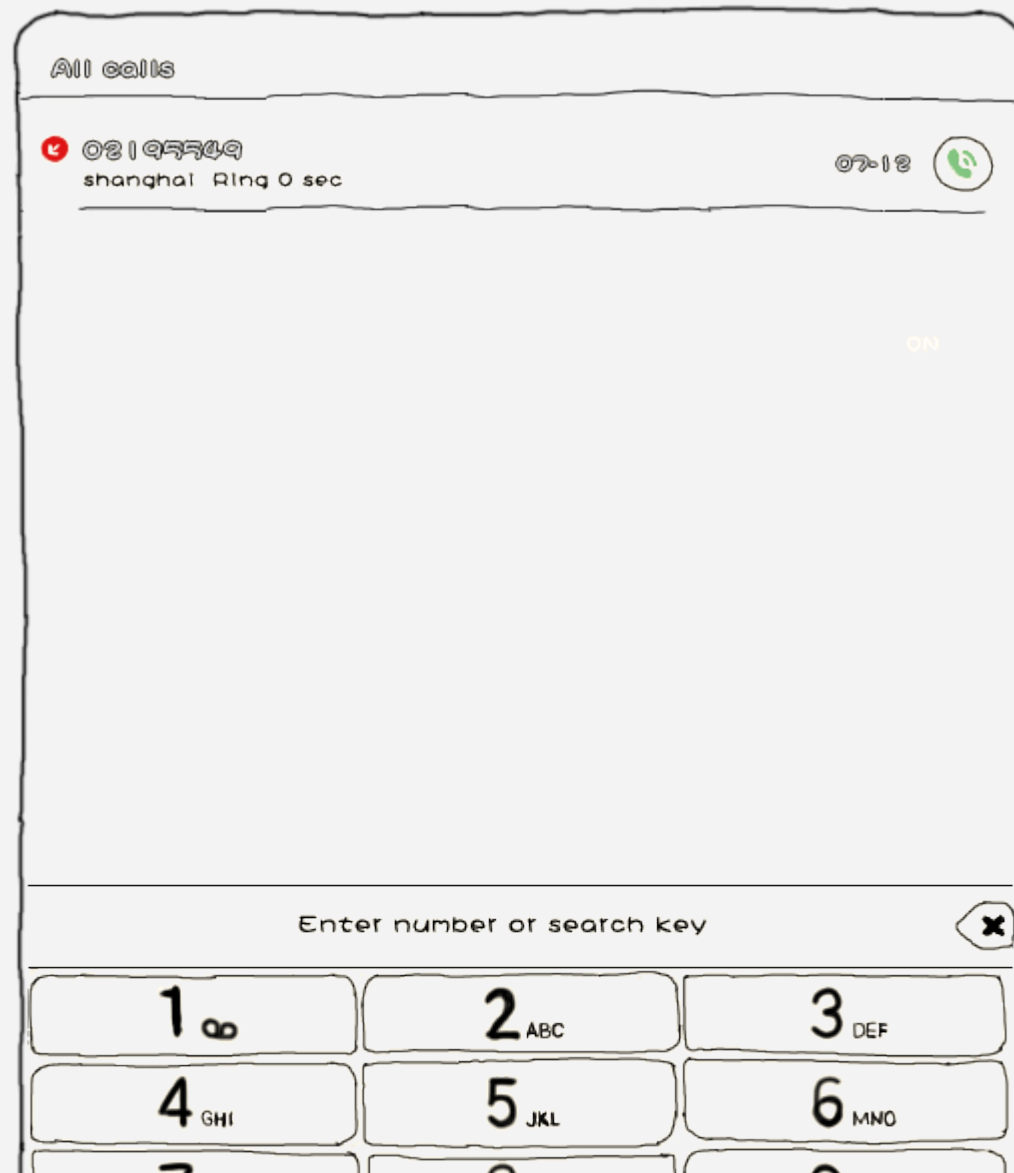 All calls
02195549
shanghai Ring 0 sec
07-12
ON
Enter number or search key
1
2 ABC
3 DEF
4 GHI
5 JKL
6 MNO